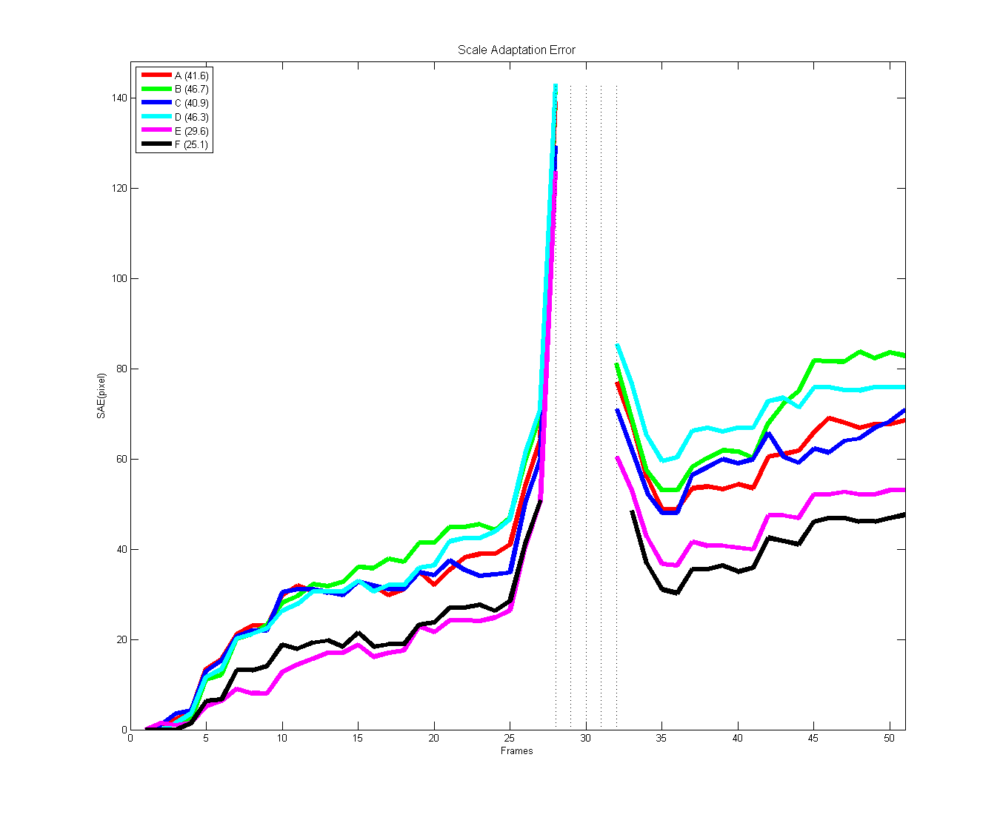 Scale Adaptation Error
A (41.6)
B (46.7)
C (40.9)
D (46.3)
E (29.6)
F (25.1)
140
120
100
80
60
40
20
0
SAE(pixel)
0 5 10 15 20 25 30 35 40 45 50
Frames